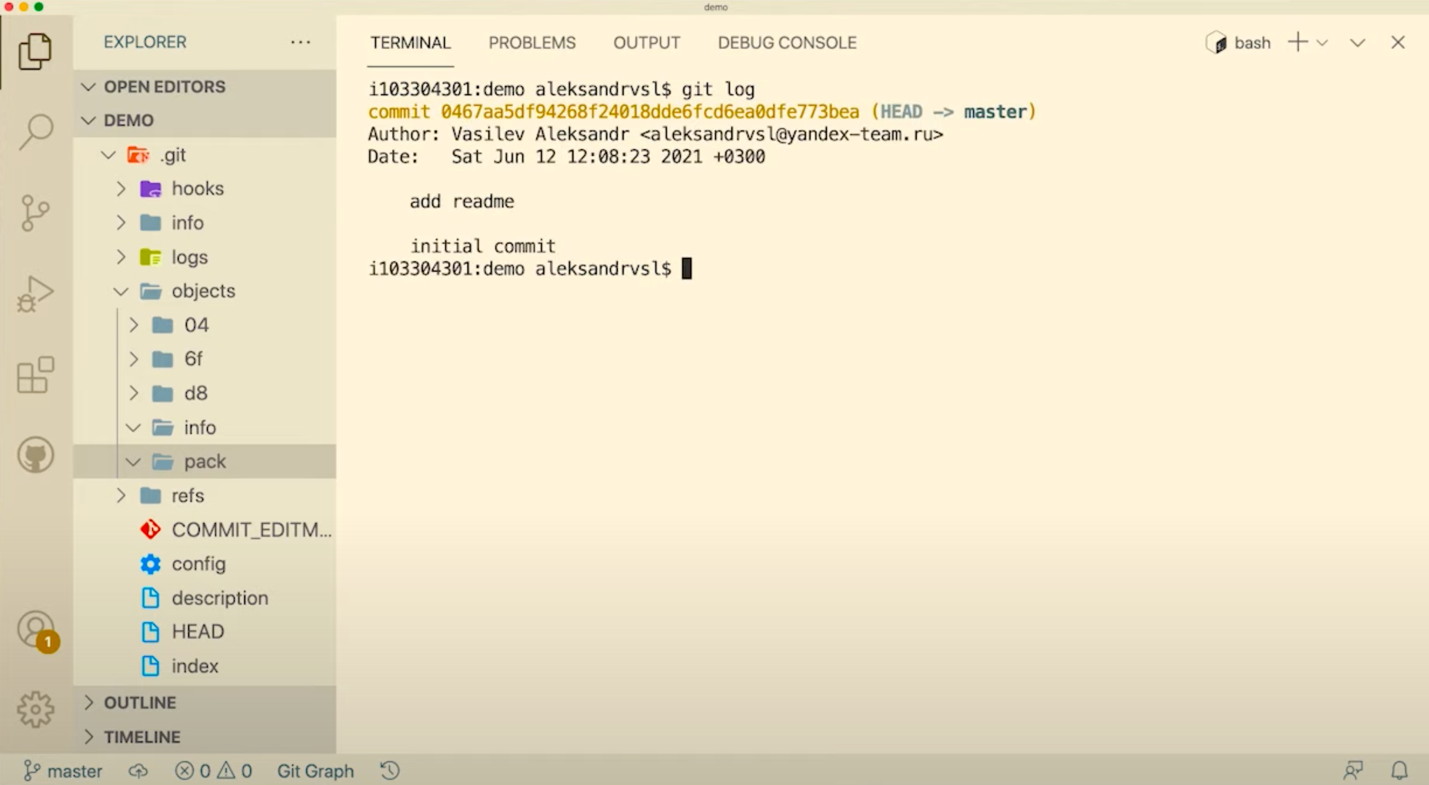 demo
EXPLORER
OPEN EDITORS
DEMO
.git
hooks
info
logs
objects
04
6f
d8
info
pack
refs
COMMIT_EDITM...
config
description
HEAD
index
OUTLINE
TIMELINE
1
TERMINAL PROBLEMS OUTPUT DEBUG CONSOLE bash
i103304301:demo aleksandrvsl$ git log
commit 0467aa5df94268f24018dde6fcd6ea0dfe773bea (HEAD -> master)
Author: Vasilev Aleksandr <aleksandrvsl@yandex-team.ru>
Date:   Sat Jun 12 12:08:23 2021 +0300
add readme
initial commit
i103304301:demo aleksandrvsl$
master 0 0 Git Graph